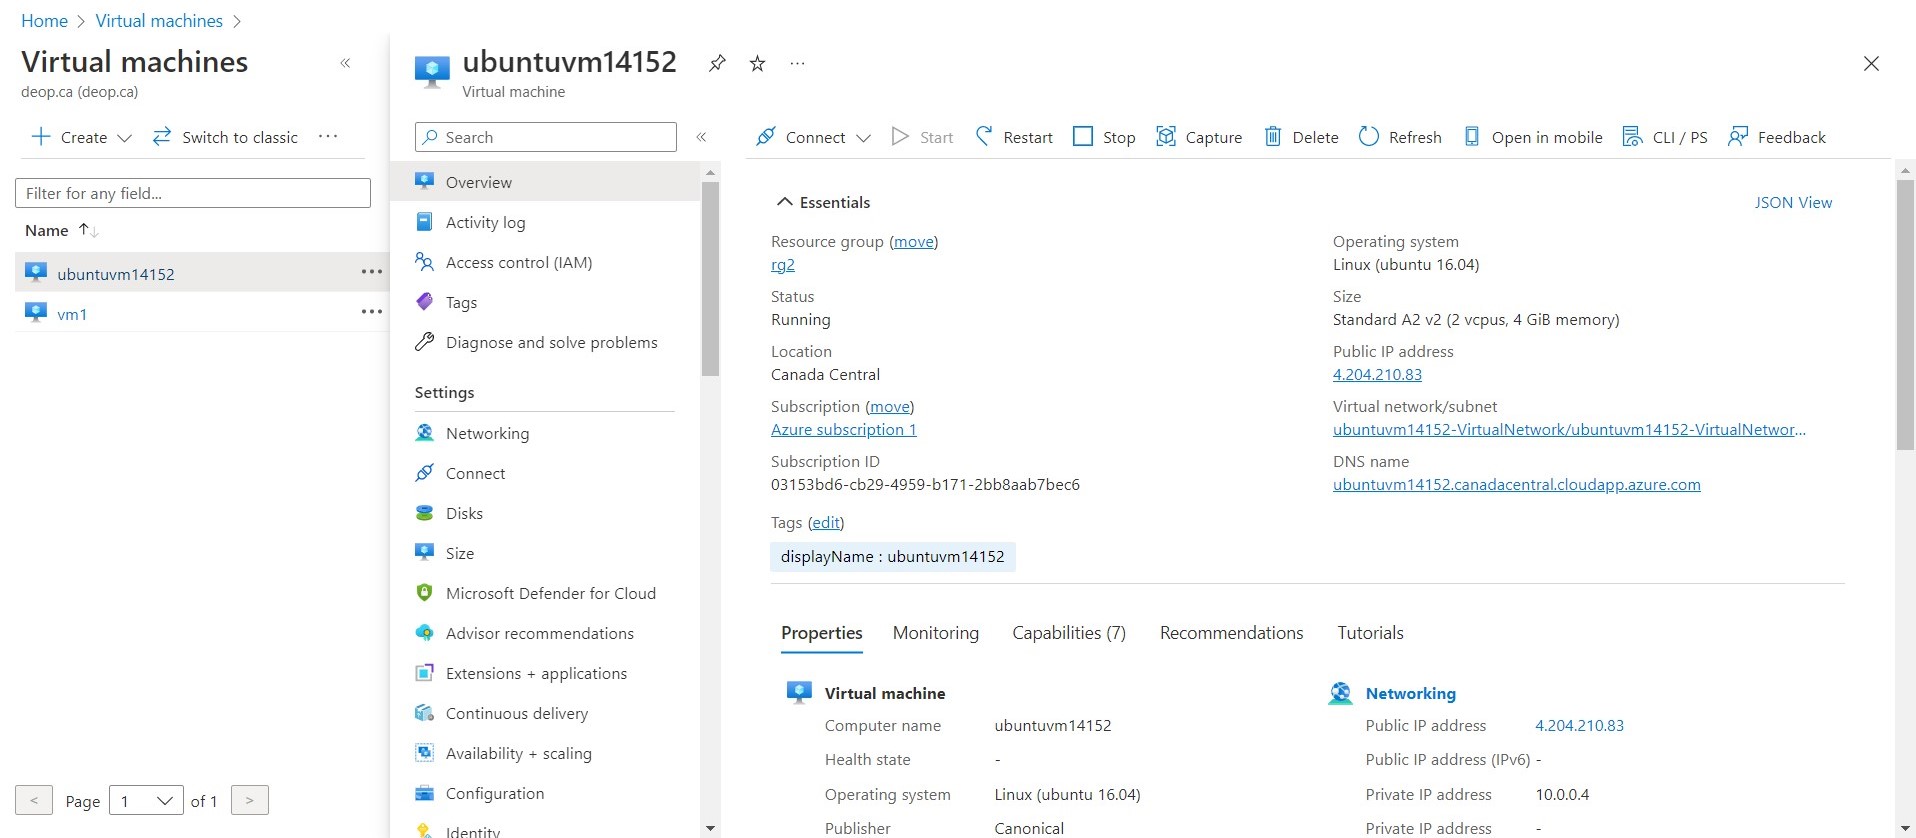 Home > Virtual machines >
Virtual machines «
deop.ca (deop.ca)
Create
Switch to classic
...
Filter for any field...
Name ↑↓
ubuntuvm14152 •••
vm1 •••
< Page 1 of 1 >
ubuntuvm14152
...
Virtual machine
Search «
Overview
Activity log
Access control (IAM)
Tags
Diagnose and solve problems
Settings
Networking
Connect
Disks
Size
Microsoft Defender for Cloud
Advisor recommendations
Extensions + applications
Continuous delivery
Availability + scaling
Configuration
Identity
Connect Start Restart Stop Capture Delete Refresh Open in mobile CLI / PS Feedback
Essentials
JSON View
Resource group (move)
rg2
Status
Running
Location
Canada Central
Subscription (move)
Azure subscription 1
Subscription ID
03153bd6-cb29-4959-b171-2bb8aab7bec6
Operating system
Linux (ubuntu 16.04)
Size
Standard A2 v2 (2 vcpus, 4 GiB memory)
Public IP address
4.204.210.83
Virtual network/subnet
ubuntuvm14152-VirtualNetwork/ubuntuvm14152-VirtualNetwor...
DNS name
ubuntuvm14152.canadacentral.cloudapp.azure.com
Tags (edit)
displayName : ubuntuvm14152
Properties Monitoring Capabilities (7) Recommendations Tutorials
Virtual machine
Computer name ubuntuvm14152
Health state -
Operating system Linux (ubuntu 16.04)
Publisher Canonical
Networking
Public IP address 4.204.210.83
Public IP address (IPv6) -
Private IP address 10.0.0.4
Private IP address -